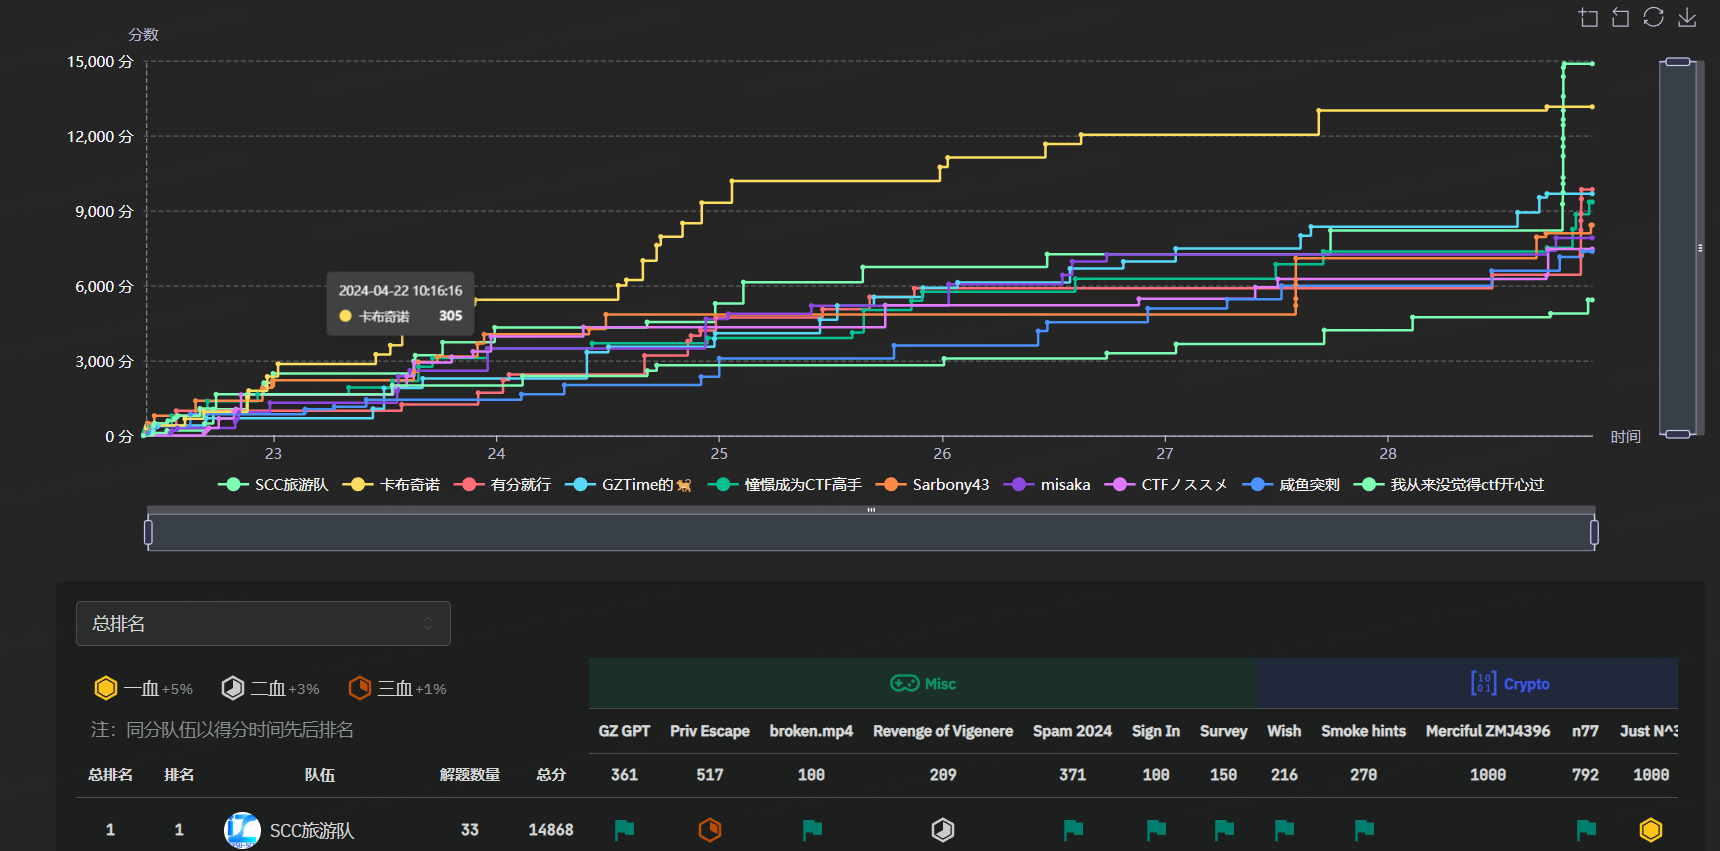 分数
15,000 分
12,000 分
9,000 分
6,000 分
3,000 分
0 分
2024-04-22 10:16:16
卡布奇诺 305
23 24 25 26 27 28
时间
SCC旅游队 卡布奇诺 有分就行 GZTime的🐈 憧憬成为CTF高手 Sarbony43 misaka CTFノススメ 咸鱼突刺 我从来没觉得ctf开心过
总排名
一血 +5% 二血 +3% 三血 +1%
注：同分队伍以得分时间先后排名
Misc Crypto
GZ GPT Priv Escape broken.mp4 Revenge of Vigenere Spam 2024 Sign In Survey Wish Smoke hints Merciful ZMJ4396 n77 Just N^3
总排名 排名 队伍 解题数量 总分 361 517 100 209 371 100 150 216 270 1000 792 1000
1 1 SCC旅游队 33 14868